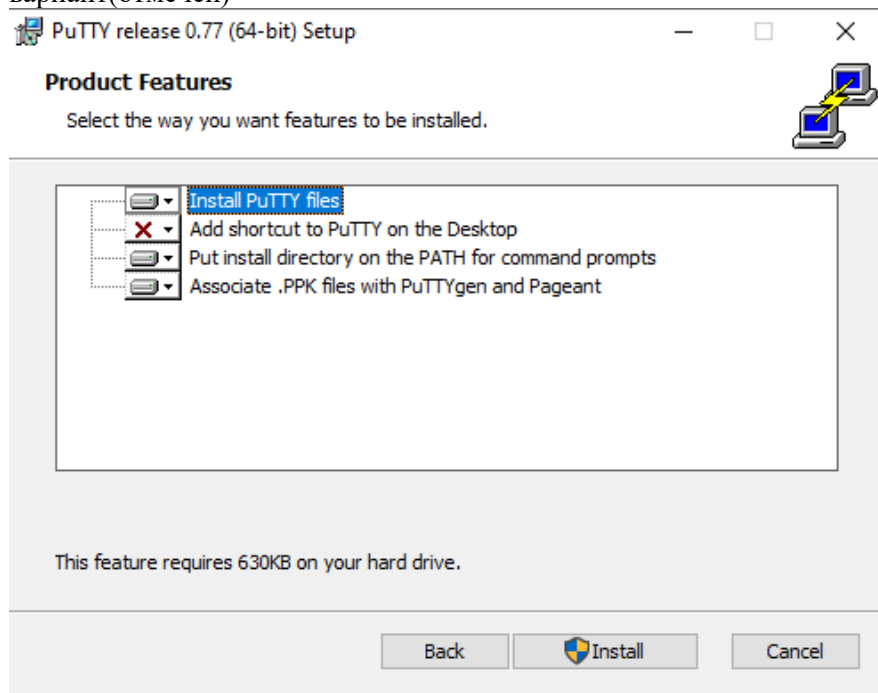 вариант(отмечен)
PuTTY release 0.77 (64-bit) Setup
Product Features
Select the way you want features to be installed.
Install PuTTY files
Add shortcut to PuTTY on the Desktop
Put install directory on the PATH for command prompts
Associate .PPK files with PuTTYgen and Pageant
This feature requires 630KB on your hard drive.
Back
Install
Cancel